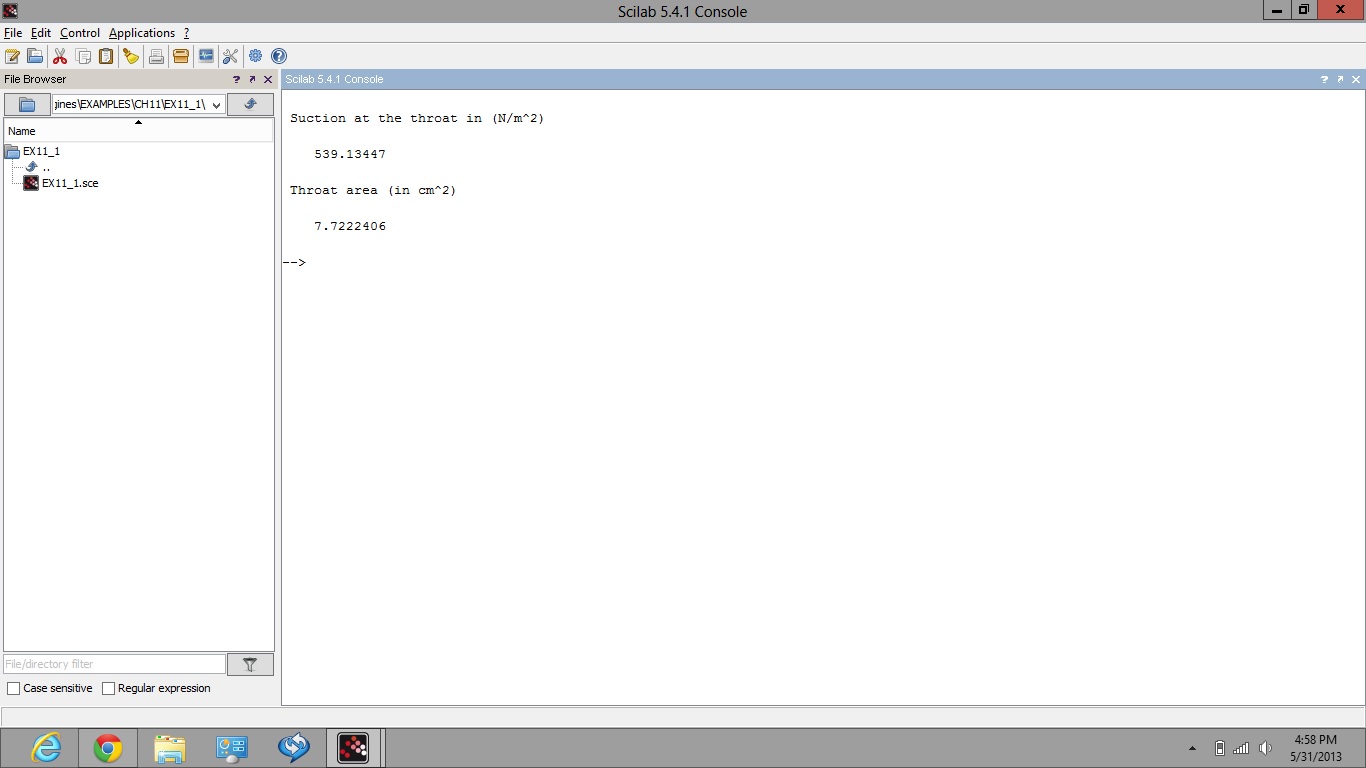 Scilab 5.4.1 Console
File Edit Control Applications ?
File Browser
Scilab 5.4.1 Console
jines\EXAMPLES\CH11\EX11_1\
Name
EX11_1
..
EX11_1.sce
Suction at the throat in (N/m^2)
539.13447
Throat area (in cm^2)
7.7222406
-->
File/directory filter
Case sensitive Regular expression
4:58 PM
5/31/2013